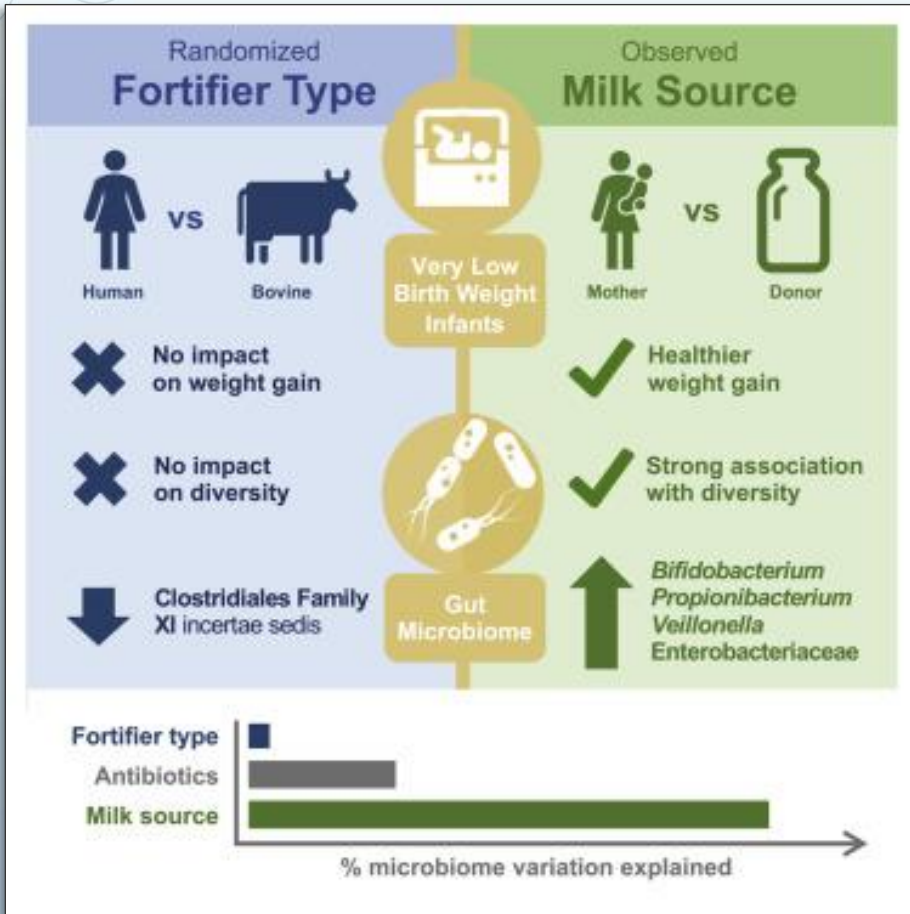 Randomized
Fortifier Type
Observed
Milk Source
vs
Human
Bovine
Very Low
Birth Weight
Infants
vs
Mother
Donor
No impact
on weight gain
Healthier
weight gain
No impact
on diversity
Strong association
with diversity
Clostridiales Family
XI incertae sedis
Gut
Microbiome
Bifidobacterium
Propionibacterium
Veillonella
Enterobacteriaceae
Fortifier type
Antibiotics
Milk source
% microbiome variation explained